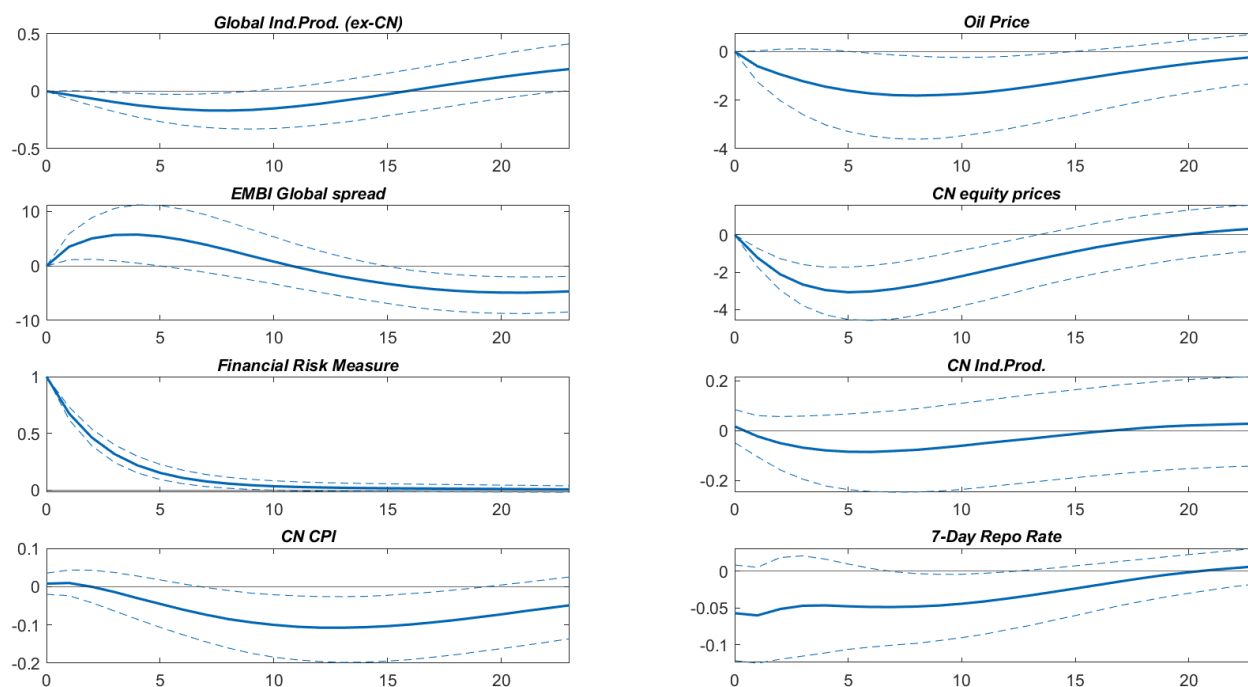 Global Ind.Prod. (ex-CN)
0.5
0
-0.5
0 5 10 15 20
Oil Price
0
-2
-4
0 5 10 15 20
EMBI Global spread
10
0
-10
0 5 10 15 20
CN equity prices
0
-2
-4
0 5 10 15 20
Financial Risk Measure
1
0.5
0
0 5 10 15 20
CN Ind.Prod.
0.2
0
-0.2
0 5 10 15 20
CN CPI
0.1
0
-0.1
-0.2
0 5 10 15 20
7-Day Repo Rate
0
-0.05
-0.1
0 5 10 15 20